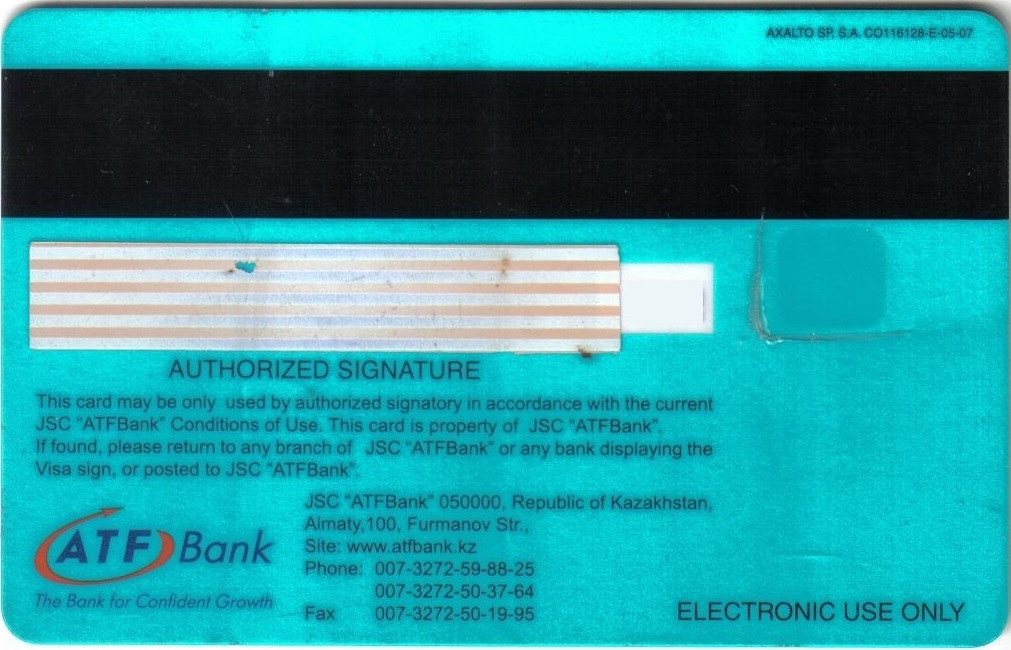 AXALTO SP, S.A. CO116128-E-05-07
AUTHORIZED SIGNATURE
This card may be only used by authorized signatory in accordance with the current
JSC "ATFBank" Conditions of Use. This card is property of JSC "ATFBank".
If found, please return to any branch of JSC "ATFBank" or any bank displaying the
Visa sign, or posted to JSC "ATFBank".
ATF Bank
The Bank for Confident Growth
JSC "ATFBank" 050000, Republic of Kazakhstan,
Almaty,100, Furmanov Str.,
Site: www.atfbank.kz
Phone: 007-3272-59-88-25
007-3272-50-37-64
Fax 007-3272-50-19-95
ELECTRONIC USE ONLY